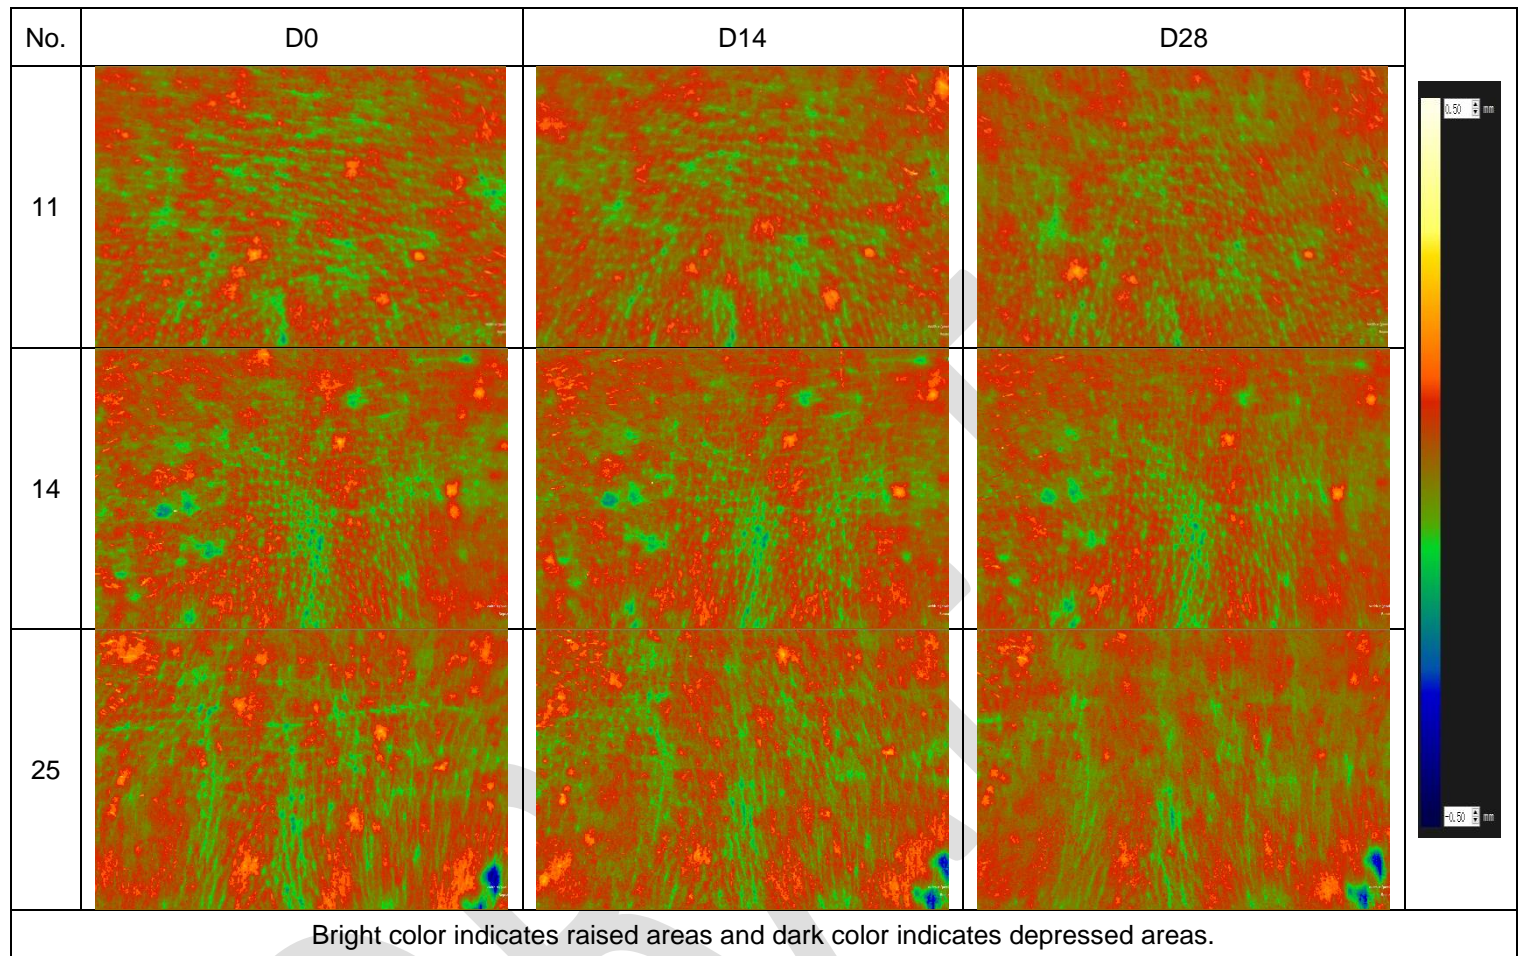 No. D0 D14 D28
11
14
25
0.50 mm
-0.50 mm
Bright color indicates raised areas and dark color indicates depressed areas.